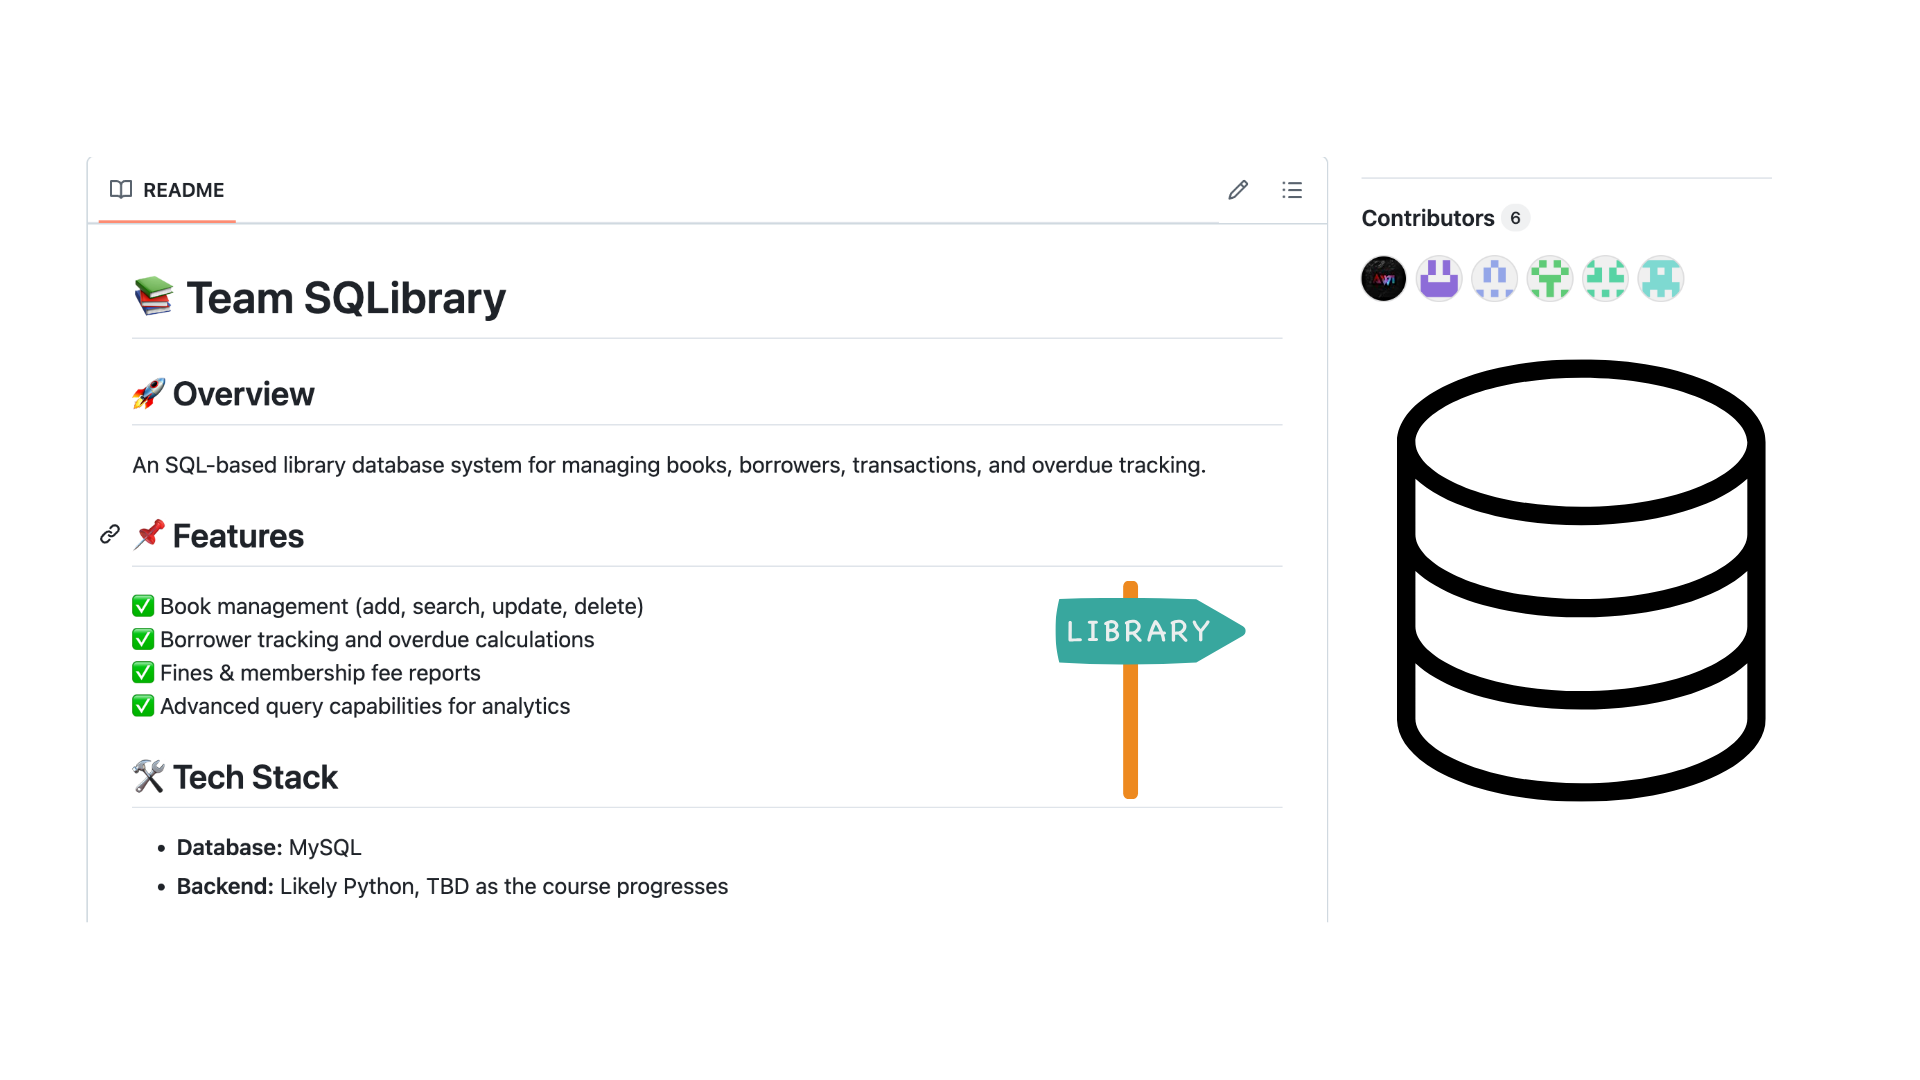 README
Contributors 6
AWi
📚 Team SQLibrary
🚀 Overview
An SQL-based library database system for managing books, borrowers, transactions, and overdue tracking.
📌 Features
✅ Book management (add, search, update, delete)
✅ Borrower tracking and overdue calculations
✅ Fines & membership fee reports
✅ Advanced query capabilities for analytics
LIBRARY
🛠 Tech Stack
• Database: MySQL
• Backend: Likely Python, TBD as the course progresses